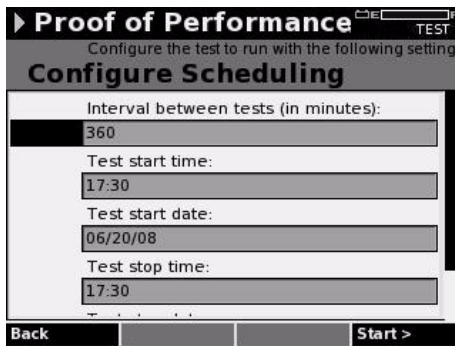 Proof of Performance
E
F
TEST
Configure the test to run with the following setting
Configure Scheduling
Interval between tests (in minutes):
360
Test start time:
17:30
Test start date:
06/20/08
Test stop time:
17:30
Back
Start >